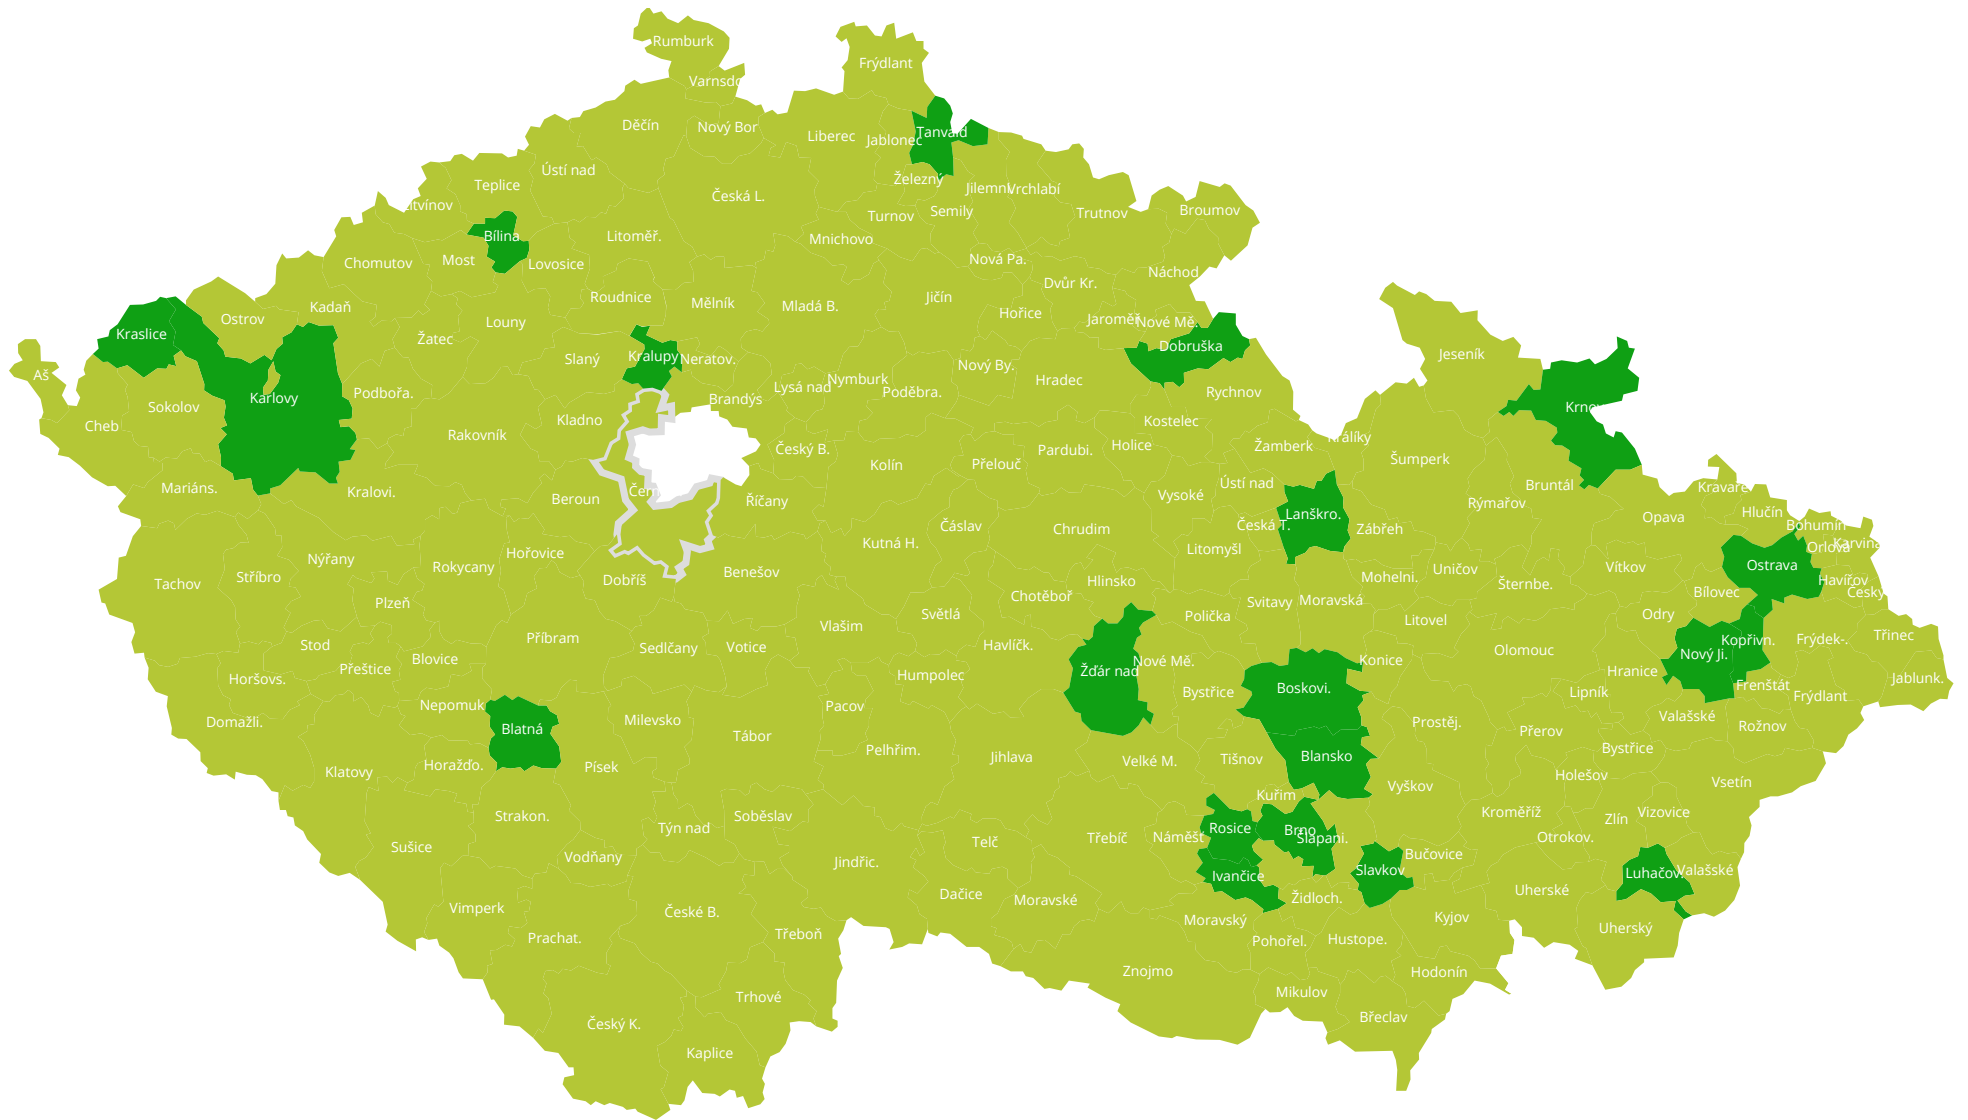 Rumburk
Frýdlant
Varnsdo
Děčín
Nový Bor
Liberec
Jablonec
Tanvald
Ústí nad
Teplice
Železný
Jilemni
Vrchlabí
Česká L.
itvínov
Turnov
Semily
Trutnov
Broumov
Bílina
Litoměř.
Mnichovo
Chomutov
Most
Lovosice
Nová Pa.
Náchod
Dvůr Kr.
Roudnice
Mělník
Mladá B.
Jičín
Kadaň
Ostrov
Louny
Hořice
Jaroměř
Nové Mě.
Kraslice
Žatec
Dobruška
Slaný
Kralupy
Neratov.
Jeseník
Nový By.
Aš
Nymburk
Hradec
Lysá nad
Poděbra.
Podbořa.
Rychnov
Karlovy
Brandýs
Sokolov
Krno
Kladno
Kostelec
Cheb
Rakovník
Králíky
Holice
Žamberk
Český B.
Pardubi.
Kolín
Přelouč
Šumperk
Marians.
Kralovi.
Ústí nad
Bruntál
Kravaře
Čern
Vysoké
Beroun
Říčany
Rýmařov
Hlučín
Lanškro.
Opava
Česká T.
Bohumín
Čáslav
Chrudim
Zábřeh
Kutná H.
Karviná
Orlová
Litomyšl
Hořovice
Nýřany
Rokycany
Ostrava
Vítkov
Uničov
Benešov
Stříbro
Mohelni.
Dobříš
Hlinsko
Havířov
Tachov
Šternbe.
Bílovec
Český
Chotěboř
Moravská
Svitavy
Plzeň
Světlá
Polička
Odry
Litovel
Vlašim
Třinec
Příbram
Frýdek-.
Kopřivn.
Stod
Havlíčk.
Votice
Sedlčany
Olomouc
Nový Ji.
Blovice
Konice
Nové Mě.
Přeštice
Žďár nad
Hranice
Humpolec
Horšovs.
Jablunk.
Frenštát
Boskovi.
Bystřice
Lipník
Frýdlant
Nepomuk
Pacov
Valašské
Milevsko
Domažli.
Prostěj.
Rožnov
Blatná
Přerov
Tábor
Pelhřim.
Bystřice
Jihlava
Blansko
Tišnov
Velké M.
Horažďo.
Písek
Klatovy
Holešov
Vsetín
Vyškov
Kuřim
Kroměříž
Vizovice
Strakon.
Soběslav
Zlín
Týn nad
Rosice
Brno
Náměšť
Třebíč
Šlapani.
Otrokov.
Telč
Sušice
Bučovice
Vodňany
Jindřic.
Slavkov
Valašské
Luhačov.
Ivančice
Uherské
Dačice
Židloch.
Moravské
Vimperk
České B.
Kyjov
Moravský
Uherský
Třeboň
Prachat.
Hustope.
Pohořel.
Znojmo
Hodonín
Mikulov
Trhové
Břeclav
Český K.
Kaplice